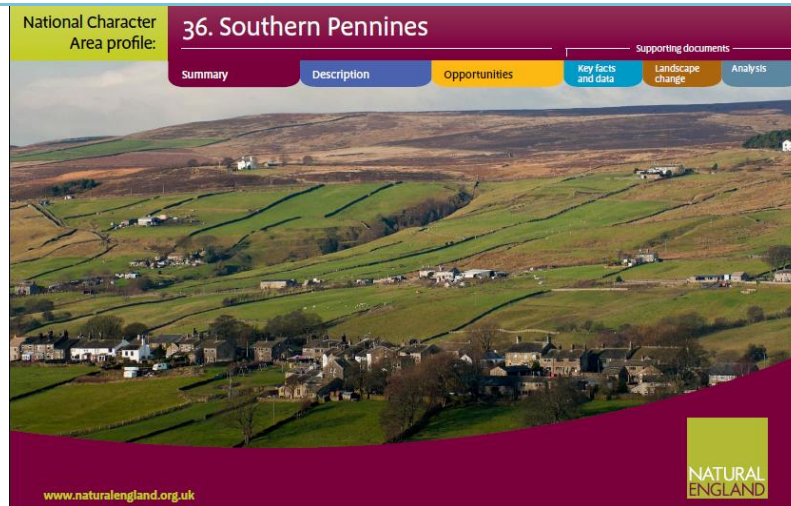 National Character
Area profile:
36. Southern Pennines
Supporting documents
Summary
Description
Opportunities
Key facts
and data
Landscape
change
Analysis
www.naturalengland.org.uk
NATURAL
ENGLAND